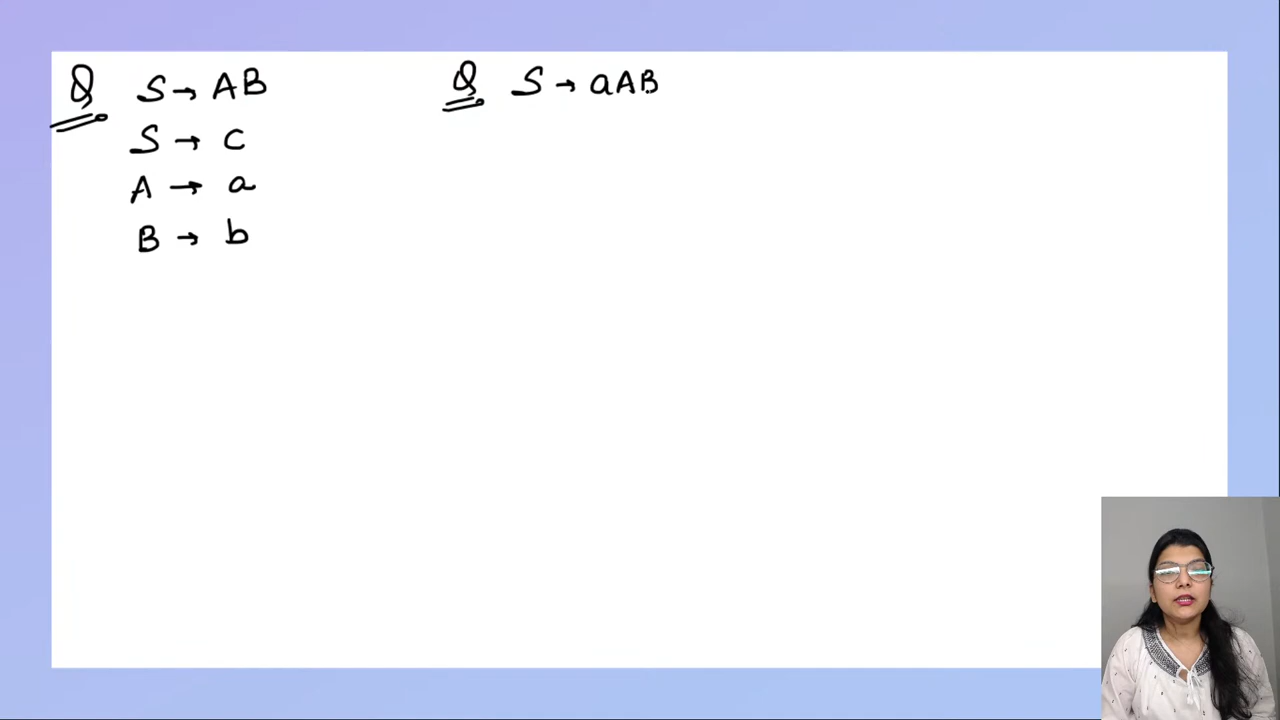 Q S → AB
S → c
A → a
B → b
Q S → aAB